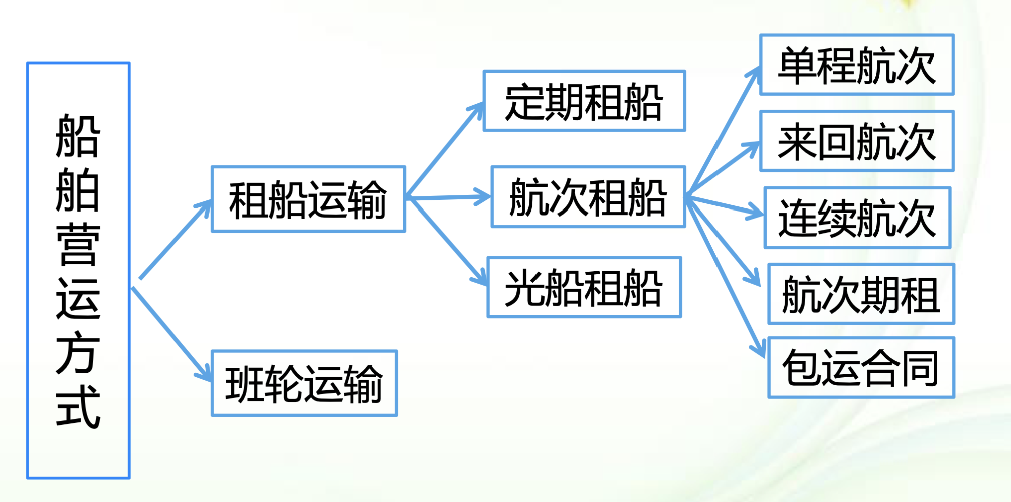 船舶营运方式
租船运输
班轮运输
定期租船
航次租船
光船租船
单程航次
来回航次
连续航次
航次期租
包运合同